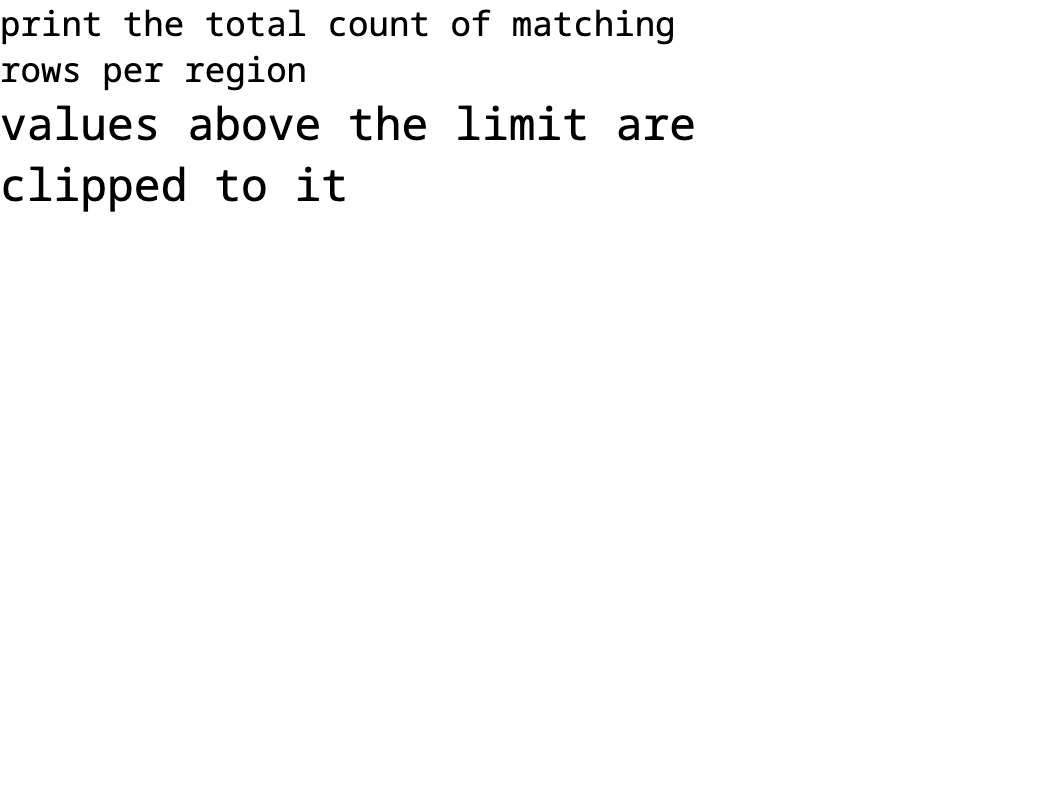 print the total count of matching
rows per region
values above the limit are
clipped to it